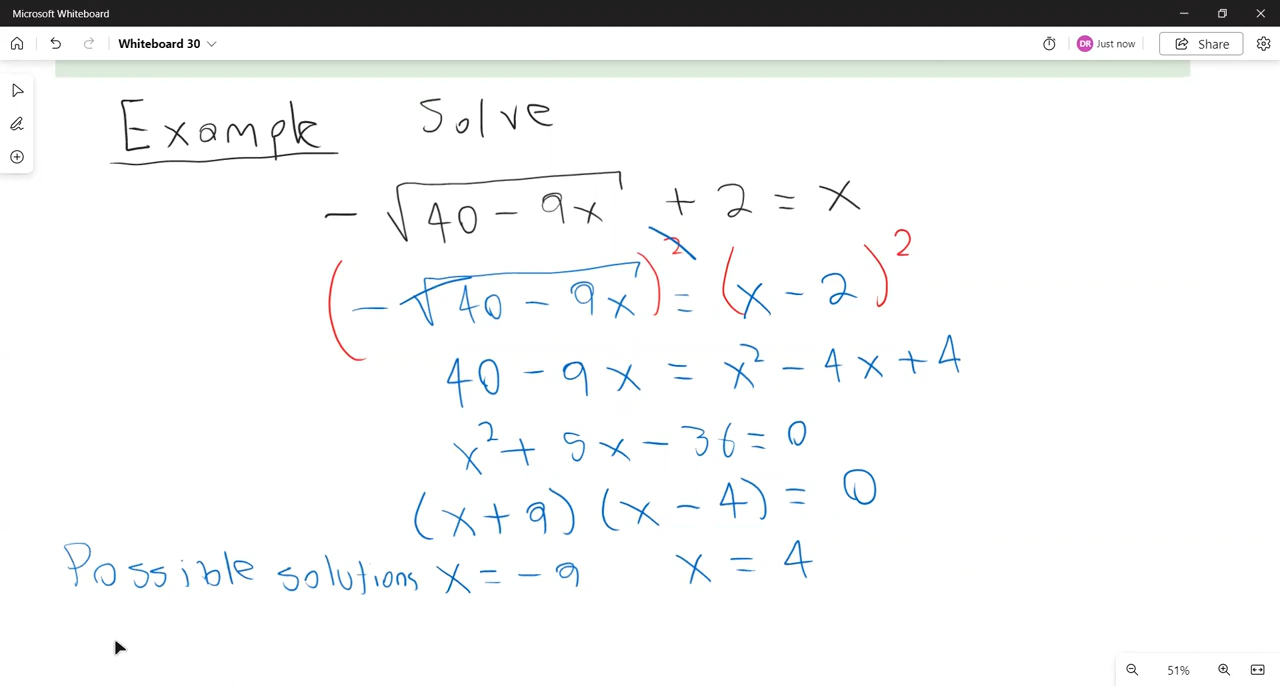 Microsoft Whiteboard
Whiteboard 30
DR Just now Share
Example Solve
- √(40 - 9x) + 2 = x
(- √(40 - 9x))² = (x - 2)²
40 - 9x = x² - 4x + 4
x² + 5x - 36 = 0
(x + 9) (x - 4) = 0
Possible solutions x = - 9 x = 4
51%